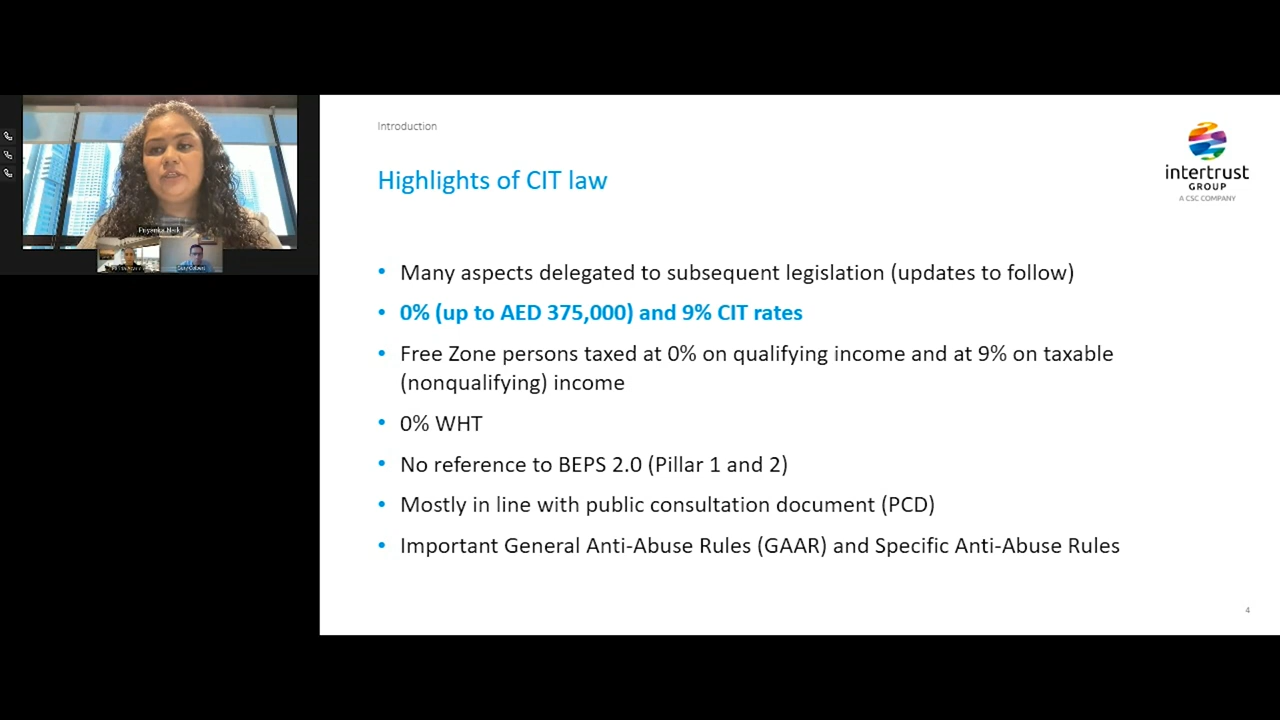 Introduction
Highlights of CIT law
intertrust
GROUP
A CSC COMPANY
• Many aspects delegated to subsequent legislation (updates to follow)
• 0% (up to AED 375,000) and 9% CIT rates
• Free Zone persons taxed at 0% on qualifying income and at 9% on taxable
(nonqualifying) income
• 0% WHT
• No reference to BEPS 2.0 (Pillar 1 and 2)
• Mostly in line with public consultation document (PCD)
• Important General Anti-Abuse Rules (GAAR) and Specific Anti-Abuse Rules
4
Priyanka Naik